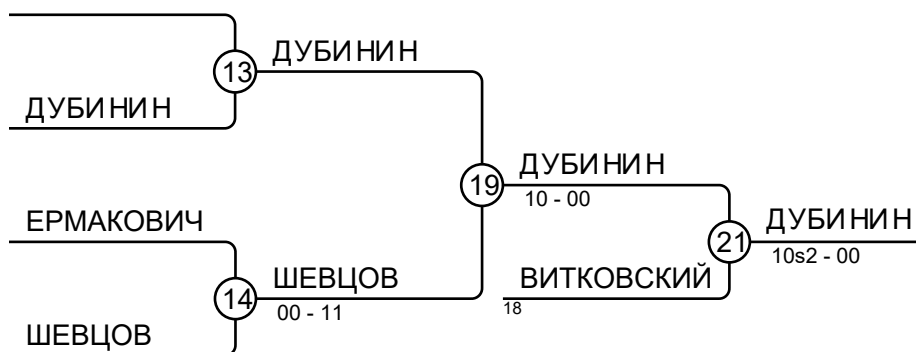 ДУБИНИН
13
ДУБИНИН
ДУБИНИН
19
10 - 00
ЕРМАКОВИЧ
ДУБИНИН
21
10s2 - 00
ШЕВЦОВ
ВИТКОВСКИЙ
14
00 - 11
18
ШЕВЦОВ